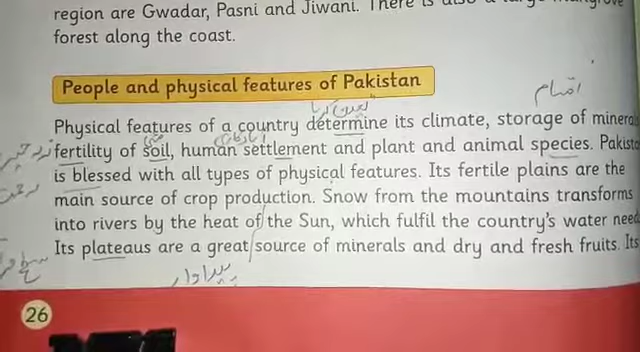 region are Gwadar, Pasni and Jiwani. There is also a large mangrove
forest along the coast.
People and physical features of Pakistan
اقسام
Physical features of a country determine its climate, storage of mineral
fertility of soil, human settlement and plant and animal species. Pakist
is blessed with all types of physical features. Its fertile plains are the
main source of crop production. Snow from the mountains transforms
into rivers by the heat of the Sun, which fulfil the country's water need
Its plateaus are a great source of minerals and dry and fresh fruits. Its
پیداوار
26